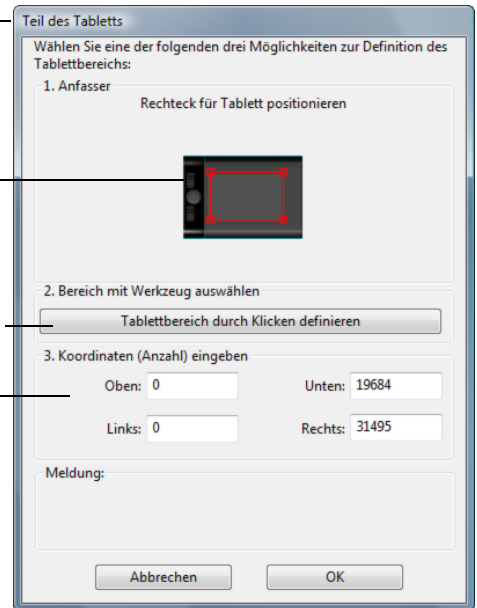 Teil des Tabletts
Wählen Sie eine der folgenden drei Möglichkeiten zur Definition des
Tablettbereichs:
1. Anfasser
Rechteck für Tablett positionieren
2. Bereich mit Werkzeug auswählen
Tablettbereich durch Klicken definieren
3. Koordinaten (Anzahl) eingeben
Oben: 0 Unten: 19684
Links: 0 Rechts: 31495
Meldung:
Abbrechen OK